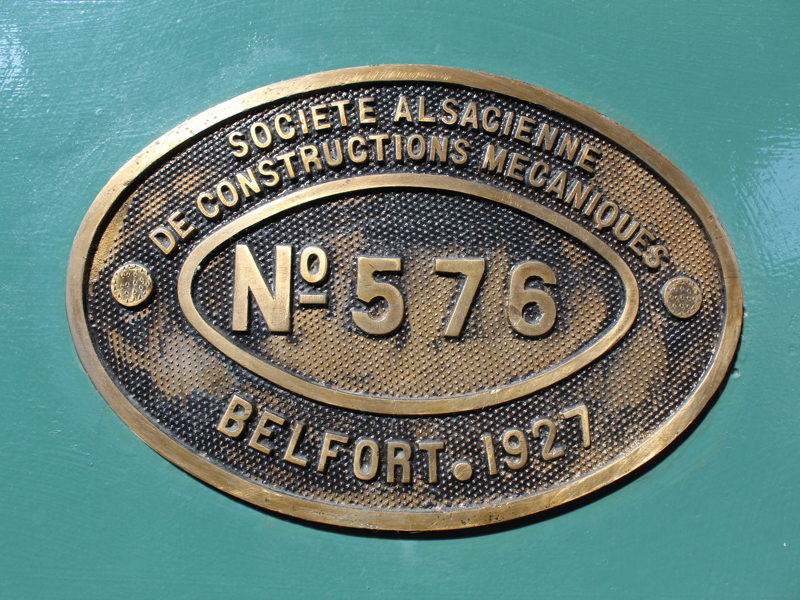 SOCIETE ALSACIENNE
DE CONSTRUCTIONS MECANIQUES
Nº 576
BELFORT. 1927